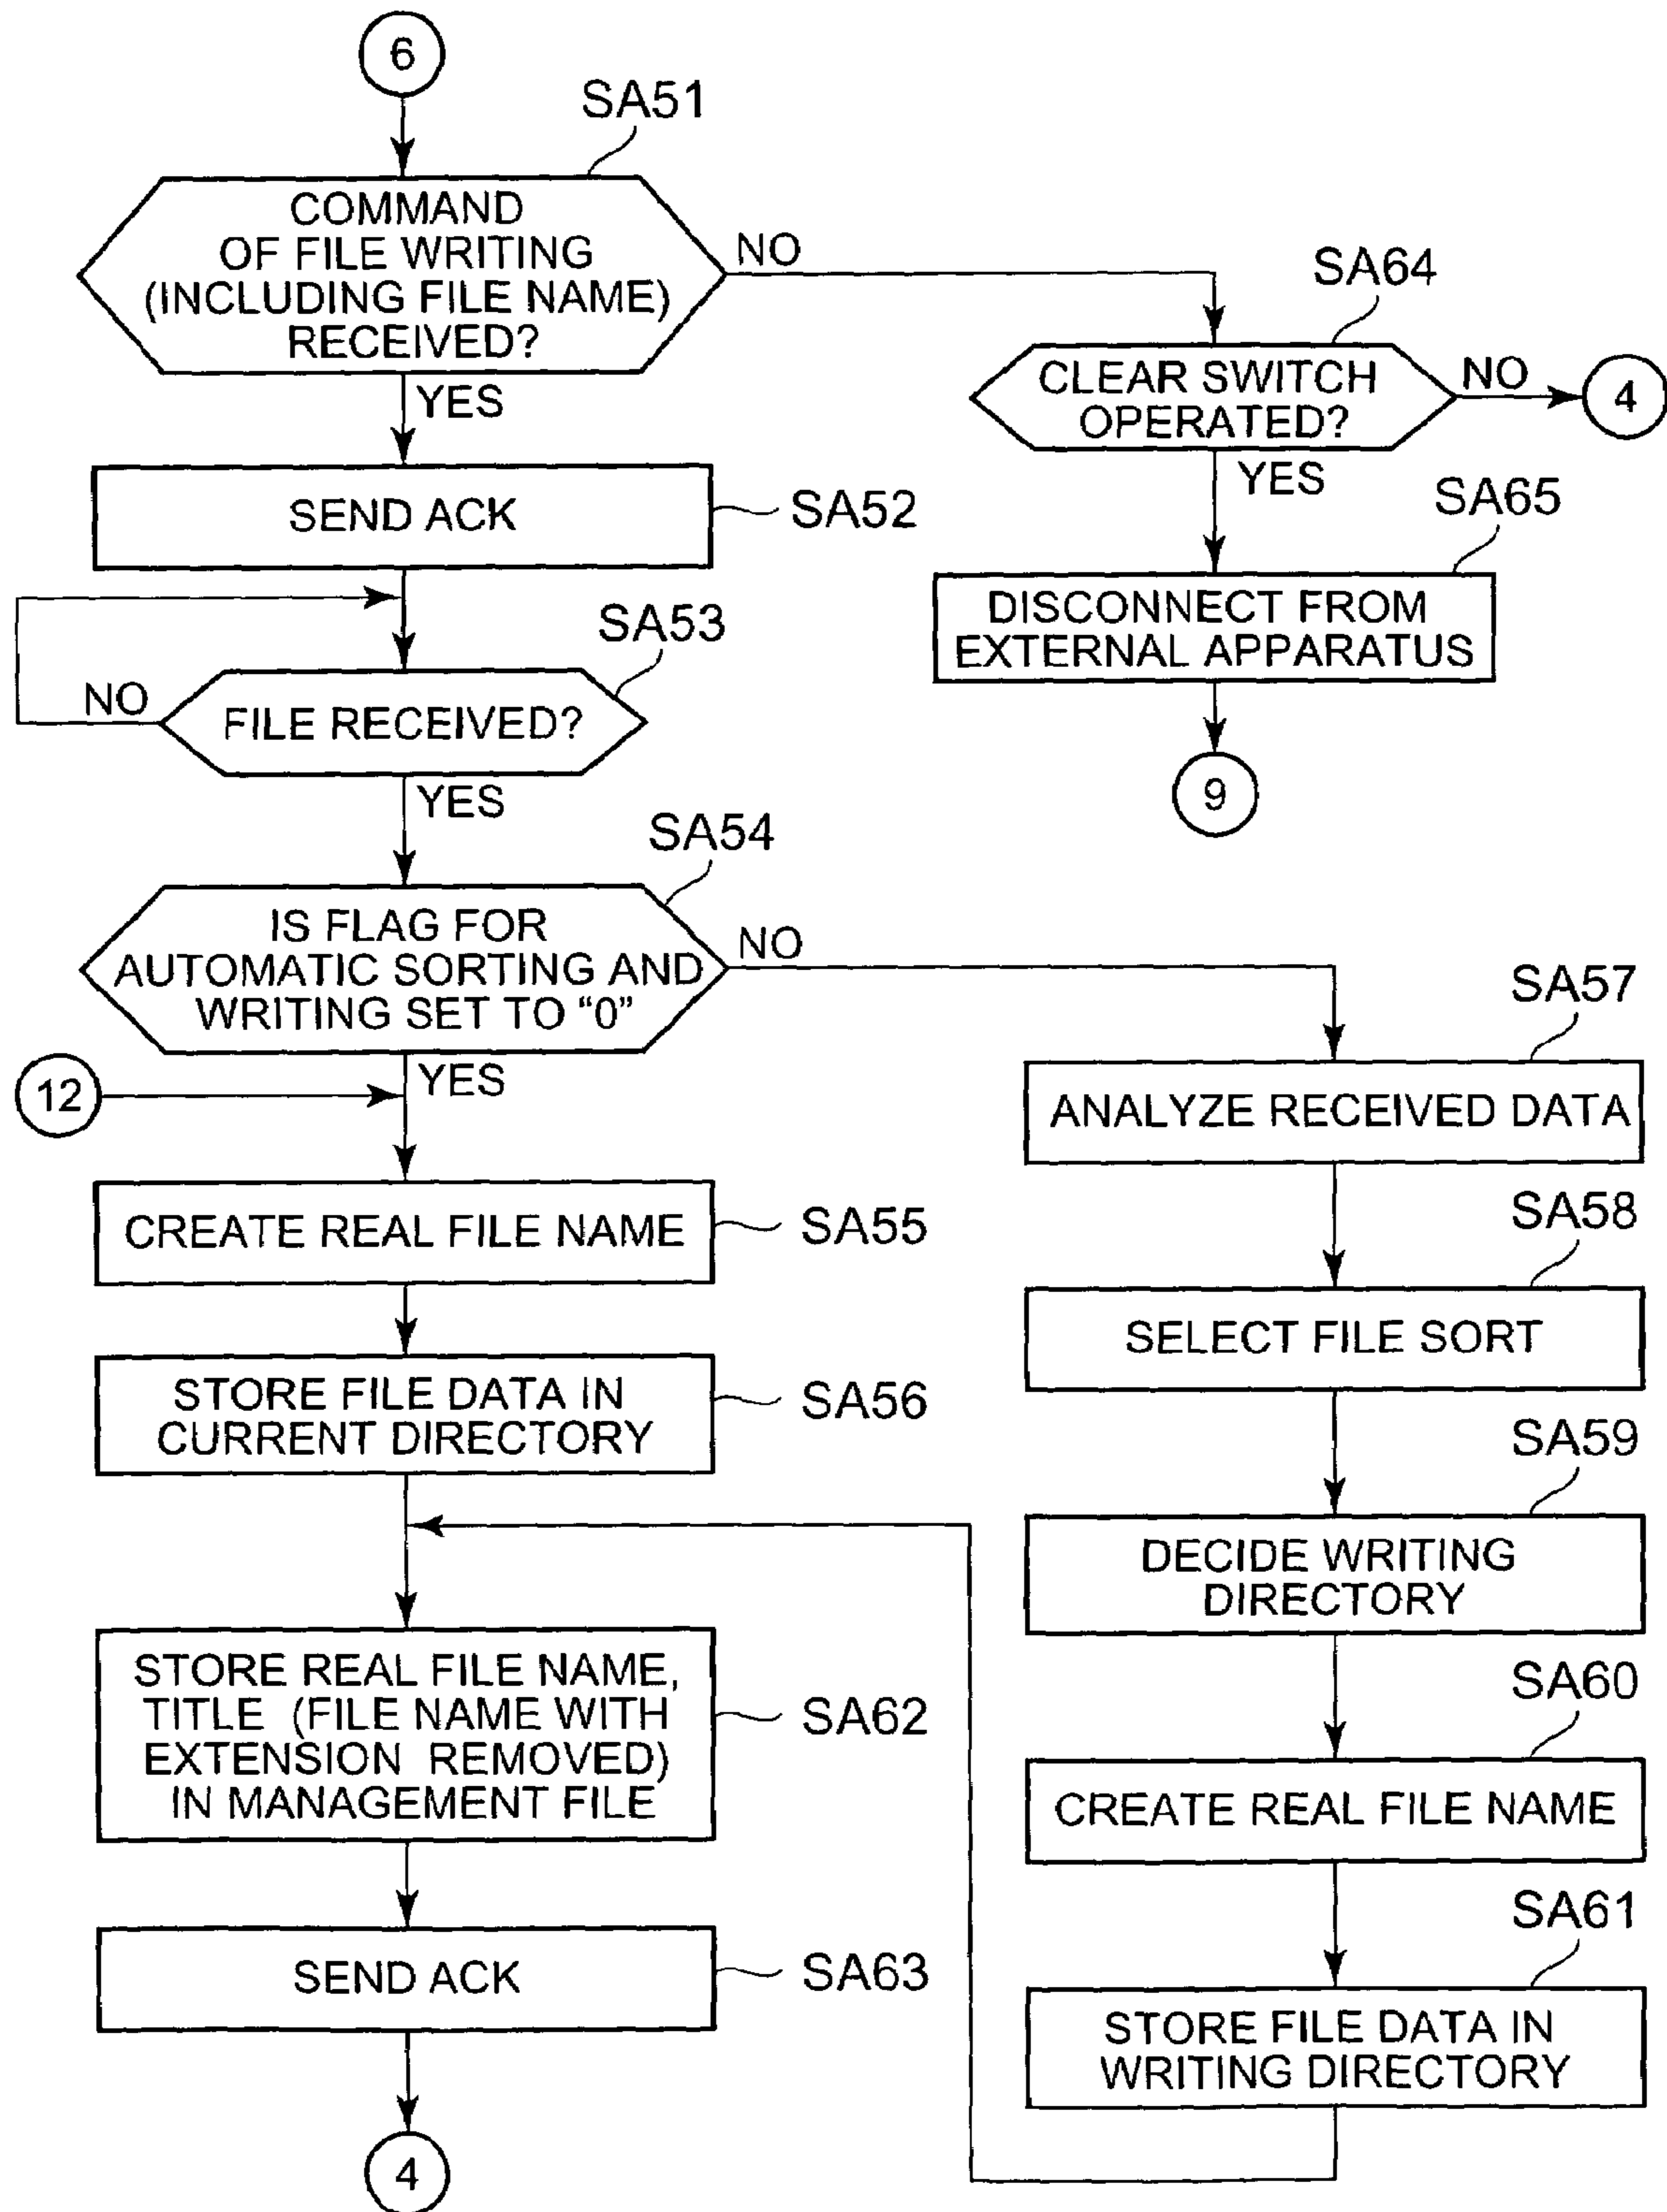 6
SA51
COMMAND
OF FILE WRITING
(INCLUDING FILE NAME)
RECEIVED?
NO
YES
SA64
CLEAR SWITCH
OPERATED?
NO
4
YES
SA65
DISCONNECT FROM
EXTERNAL APPARATUS
9
SEND ACK
SA52
SA53
FILE RECEIVED?
NO
YES
SA54
IS FLAG FOR
AUTOMATIC SORTING AND
WRITING SET TO “0”
NO
YES
12
CREATE REAL FILE NAME
SA55
STORE FILE DATA IN
CURRENT DIRECTORY
SA56
SA57
ANALYZE RECEIVED DATA
SA58
SELECT FILE SORT
SA59
DECIDE WRITING
DIRECTORY
SA60
CREATE REAL FILE NAME
SA61
STORE FILE DATA IN
WRITING DIRECTORY
STORE REAL FILE NAME,
TITLE (FILE NAME WITH
EXTENSION REMOVED)
IN MANAGEMENT FILE
SA62
SEND ACK
SA63
4